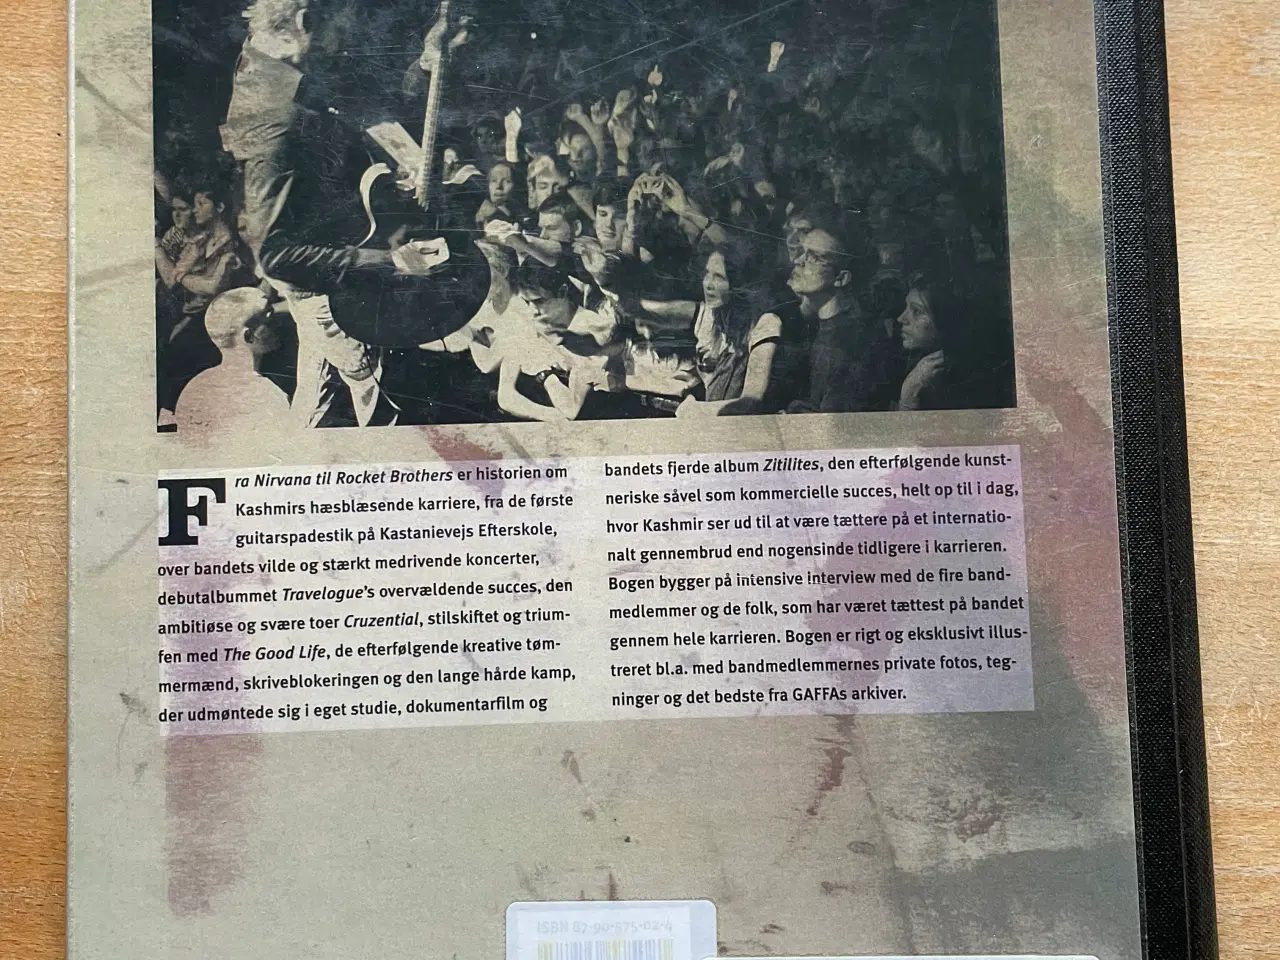 Fra Nirvana til Rocket Brothers er historien om
Kashmirs hæsblæsende karriere, fra de første
guitarspadestik på Kastanievejs Efterskole,
over bandets vilde og stærkt medrivende koncerter,
debutalbummet Travelogue's overvældende succes, den
ambitiøse og svære toer Cruzential, stilskiftet og trium-
fen med The Good Life, de efterfølgende kreative tøm-
mermænd, skriveblokeringen og den lange hårde kamp,
der udmøntede sig i eget studie, dokumentarfilm og
bandets fjerde album Zitilites, den efterfølgende kunst-
neriske såvel som kommercielle succes, helt op til i dag,
hvor Kashmir ser ud til at være tættere på et internatio-
nalt gennembrud end nogensinde tidligere i karrieren.
Bogen bygger på intensive interview med de fire band-
medlemmer og de folk, som har været tættest på bandet
gennem hele karrieren. Bogen er rigt og eksklusivt illus-
treret bl.a. med bandmedlemmernes private fotos, teg-
ninger og det bedste fra GAFFAs arkiver.
ISBN 87-90-575-02-4